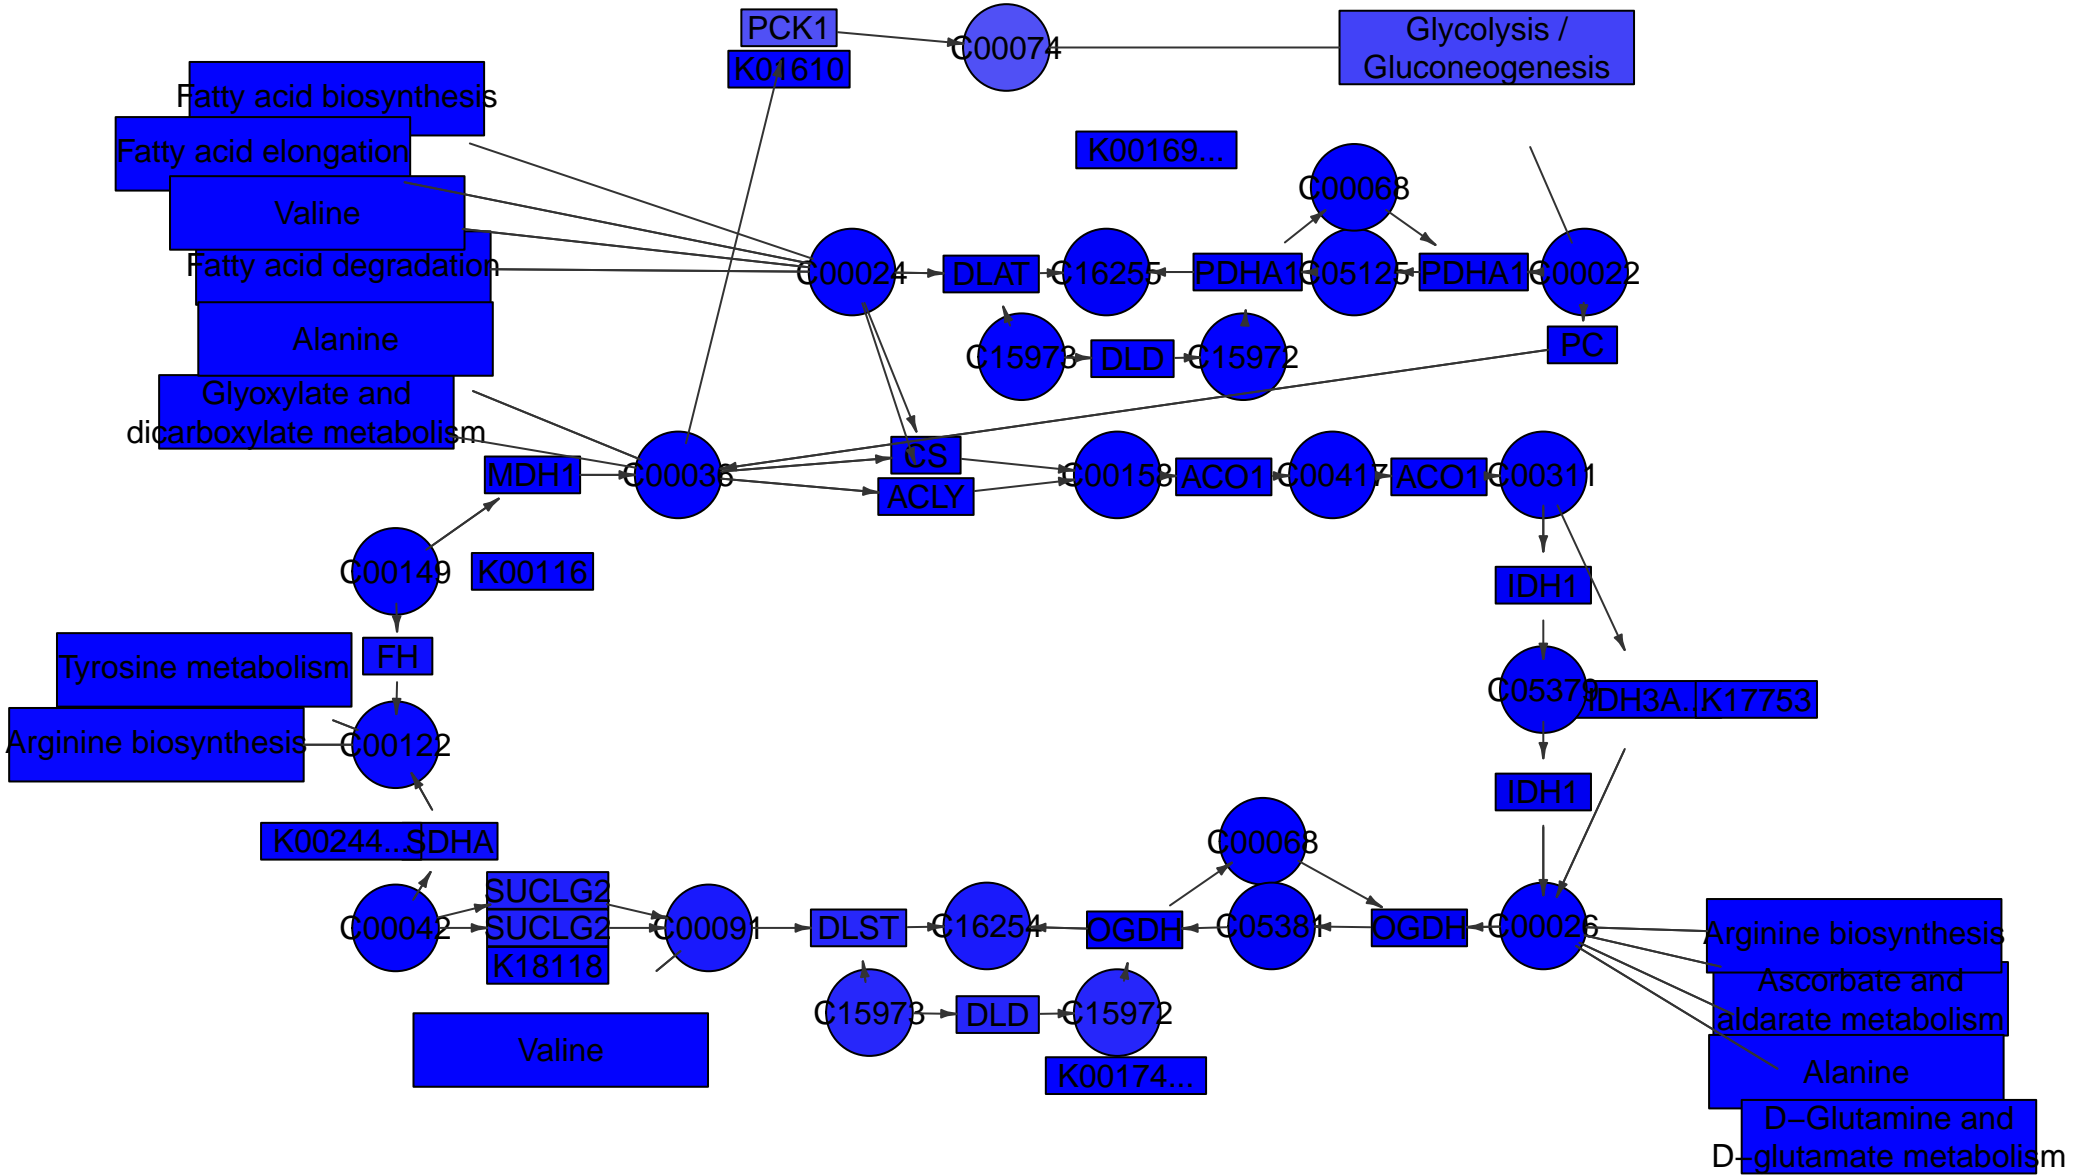 PCK1
C00074
Glycolysis /
Gluconeogenesis
K01610
Fatty acid biosynthesis
Fatty acid elongation
K00169...
C00068
Valine
Fatty acid degradation
C00024
DLAT
C16255
PDHA1
C05125
PDHA1
C00022
Alanine
C15973
DLD
C15972
PC
Glyoxylate and
dicarboxylate metabolism
MDH1
C00036
CS
ACLY
C00158
ACO1
C00417
ACO1
C00311
C00149
K00116
IDH1
FH
Tyrosine metabolism
C05379
IDH3A...
K17753
Arginine biosynthesis
C00122
IDH1
K00244...
SDHA
C00068
SUCLG2
C00042
SUCLG2
C00091
DLST
C16254
OGDH
C05381
OGDH
C00026
Arginine biosynthesis
K18118
Ascorbate and
aldarate metabolism
C15973
DLD
C15972
Valine
K00174...
Alanine
D−Glutamine and
D−glutamate metabolism